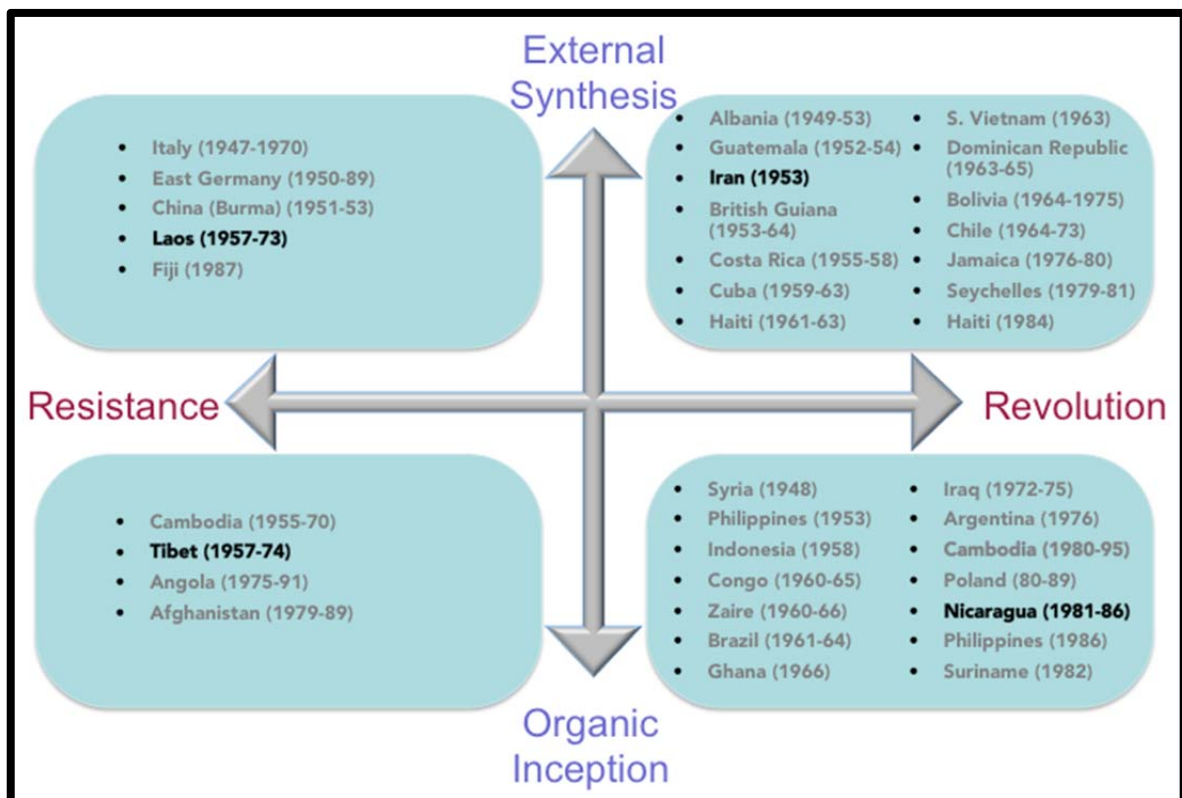 External
Synthesis
• Italy (1947-1970)
• East Germany (1950-89)
• China (Burma) (1951-53)
• Laos (1957-73)
• Fiji (1987)
• Albania (1949-53)
• Guatemala (1952-54)
• Iran (1953)
• British Guiana
(1953-64)
• Costa Rica (1955-58)
• Cuba (1959-63)
• Haiti (1961-63)
• S. Vietnam (1963)
• Dominican Republic
(1963-65)
• Bolivia (1964-1975)
• Chile (1964-73)
• Jamaica (1976-80)
• Seychelles (1979-81)
• Haiti (1984)
Resistance
Revolution
• Cambodia (1955-70)
• Tibet (1957-74)
• Angola (1975-91)
• Afghanistan (1979-89)
• Syria (1948)
• Philippines (1953)
• Indonesia (1958)
• Congo (1960-65)
• Zaire (1960-66)
• Brazil (1961-64)
• Ghana (1966)
• Iraq (1972-75)
• Argentina (1976)
• Cambodia (1980-95)
• Poland (80-89)
• Nicaragua (1981-86)
• Philippines (1986)
• Suriname (1982)
Organic
Inception